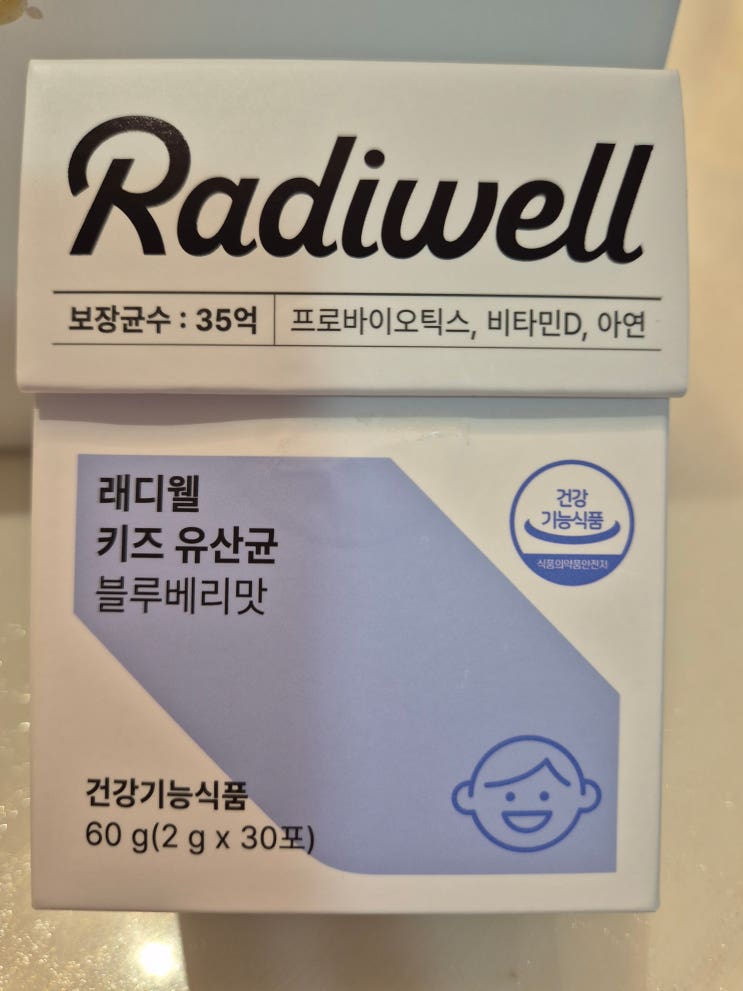 Radiwell
보장균수 : 35억 프로바이오틱스, 비타민D, 아연
래디웰
키즈 유산균
블루베리맛
건강
기능식품
식품의약품안전처
건강기능식품
60 g(2 g x 30포)